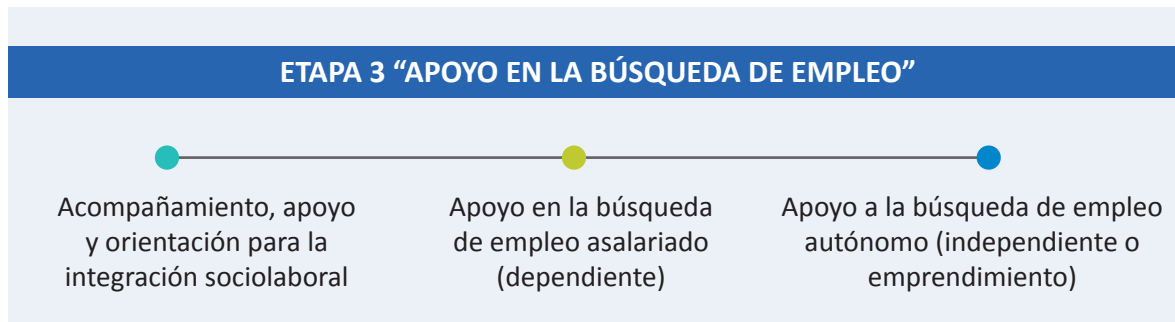 ETAPA 3 “APOYO EN LA BÚSQUEDA DE EMPLEO”
Acompañamiento, apoyo
y orientación para la
integración sociolaboral
Apoyo en la búsqueda
de empleo asalariado
(dependiente)
Apoyo a la búsqueda de empleo
autónomo (independiente o
emprendimiento)